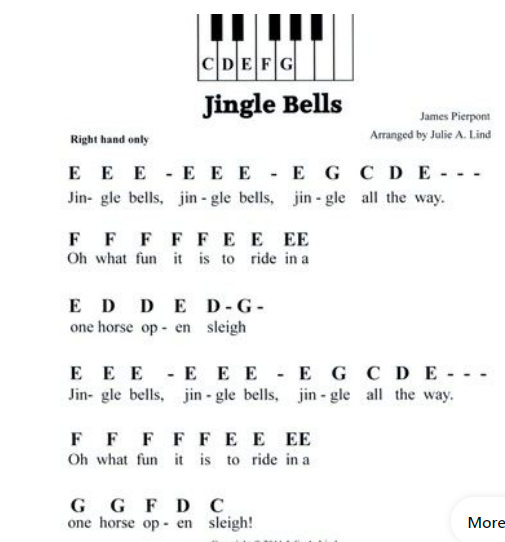 C D E F G
Jingle Bells
James Pierpont
Right hand only Arranged by Julie A. Lind
E E E - E E E - E G C D E - - -
Jin- gle bells, jin - gle bells, jin - gle all the way.
F F F F F E E EE
Oh what fun it is to ride in a
E D D E D - G -
one horse op - en sleigh
E E E - E E E - E G C D E - - -
Jin- gle bells, jin - gle bells, jin - gle all the way.
F F F F F E E EE
Oh what fun it is to ride in a
G G F D C
one horse op - en sleigh!
More